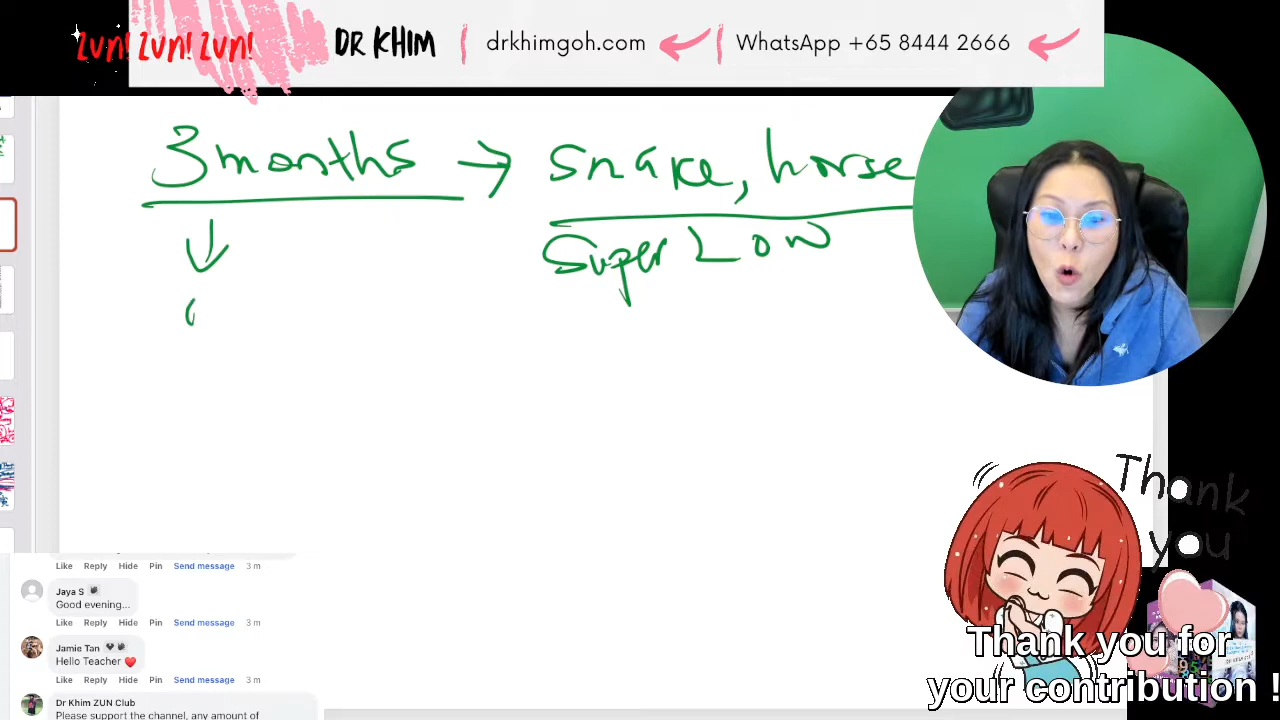 ZUN! ZUN! ZUN! DR KHIM drkhimgoh.com WhatsApp +65 8444 2666
3 months → snake, horse
Super Low
Like Reply Hide Pin Send message 3 m
Jaya S
Good evening...
Like Reply Hide Pin Send message 3 m
Jamie Tan
Hello Teacher
Like Reply Hide Pin Send message 3 m
Dr Khim ZUN Club
Please support the channel, any amount of
Thank
you
Thank you for
your contribution !